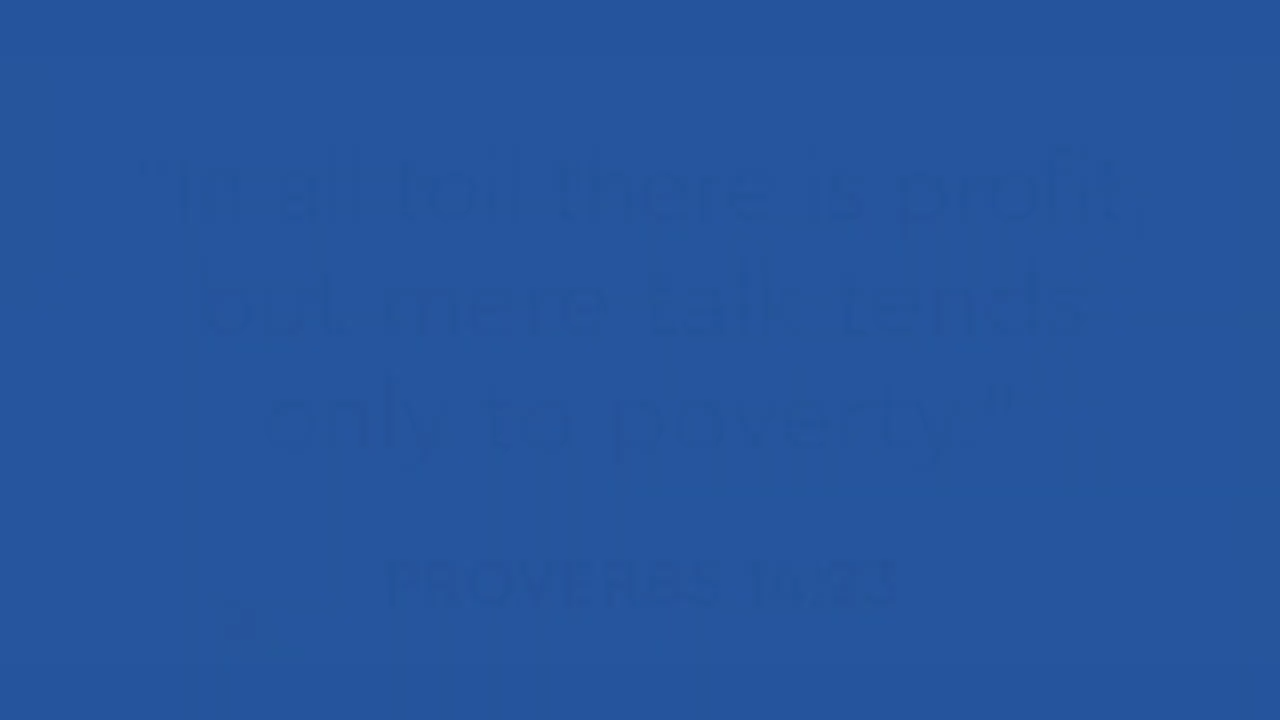 "In all toil there is profit,
but mere talk tends
only to poverty."
PROVERBS 14:23